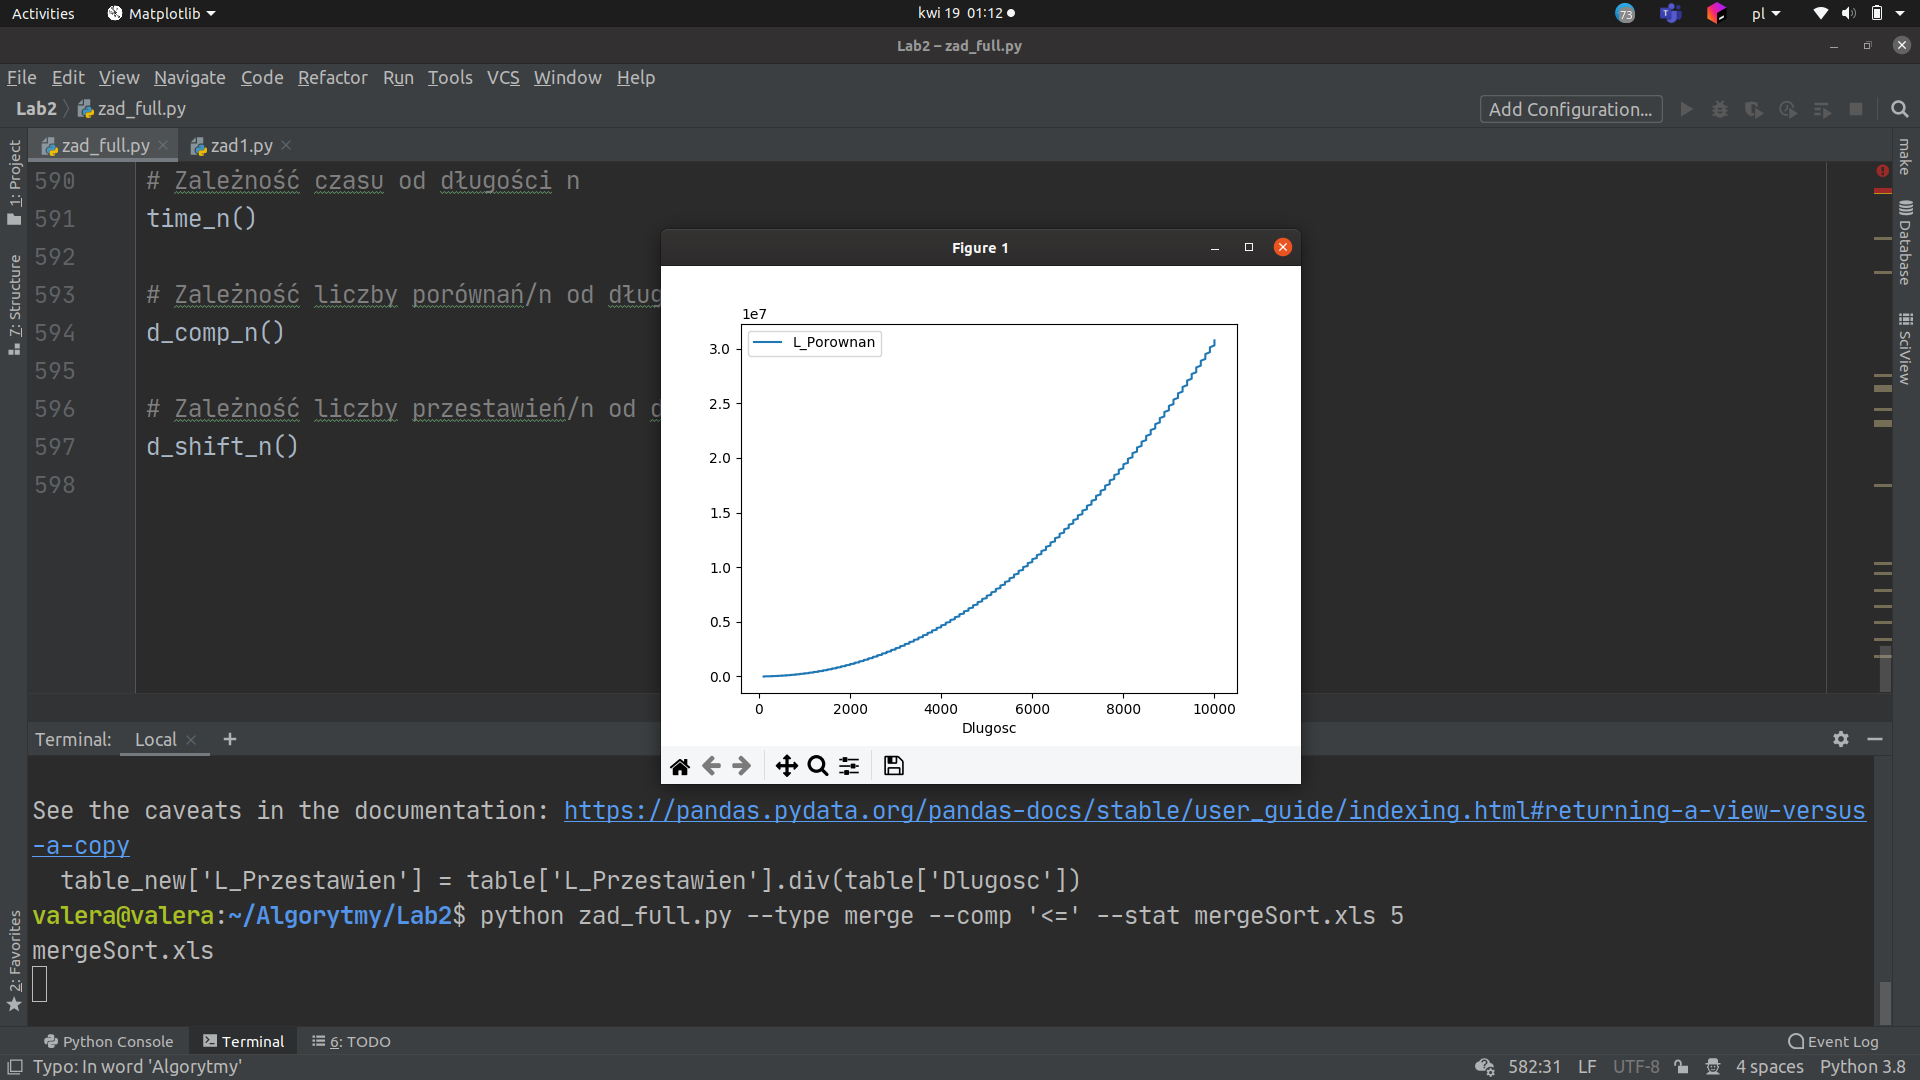 Activities Matplotlib kwi 19 01:12 73 pl
Lab2 – zad_full.py
File Edit View Navigate Code Refactor Run Tools VCS Window Help
Lab2 zad_full.py Add Configuration...
zad_full.py zad1.py
1: Project
7: Structure
2: Favorites
590 # Zależność czasu od długości n
591 time_n()
592
593 # Zależność liczby porównań/n od dług
594 d_comp_n()
595
596 # Zależność liczby przestawień/n od d
597 d_shift_n()
598
make
Database
SciView
Figure 1
1e7
L_Porownan
3.0
2.5
2.0
1.5
1.0
0.5
0.0
0 2000 4000 6000 8000 10000
Dlugosc
Terminal: Local +
See the caveats in the documentation: https://pandas.pydata.org/pandas-docs/stable/user_guide/indexing.html#returning-a-view-versus
-a-copy
table_new['L_Przestawien'] = table['L_Przestawien'].div(table['Dlugosc'])
valera@valera:~/Algorytmy/Lab2$ python zad_full.py --type merge --comp '<=' --stat mergeSort.xls 5
mergeSort.xls
Python Console Terminal 6: TODO Event Log
Typo: In word 'Algorytmy' 582:31 LF UTF-8 4 spaces Python 3.8